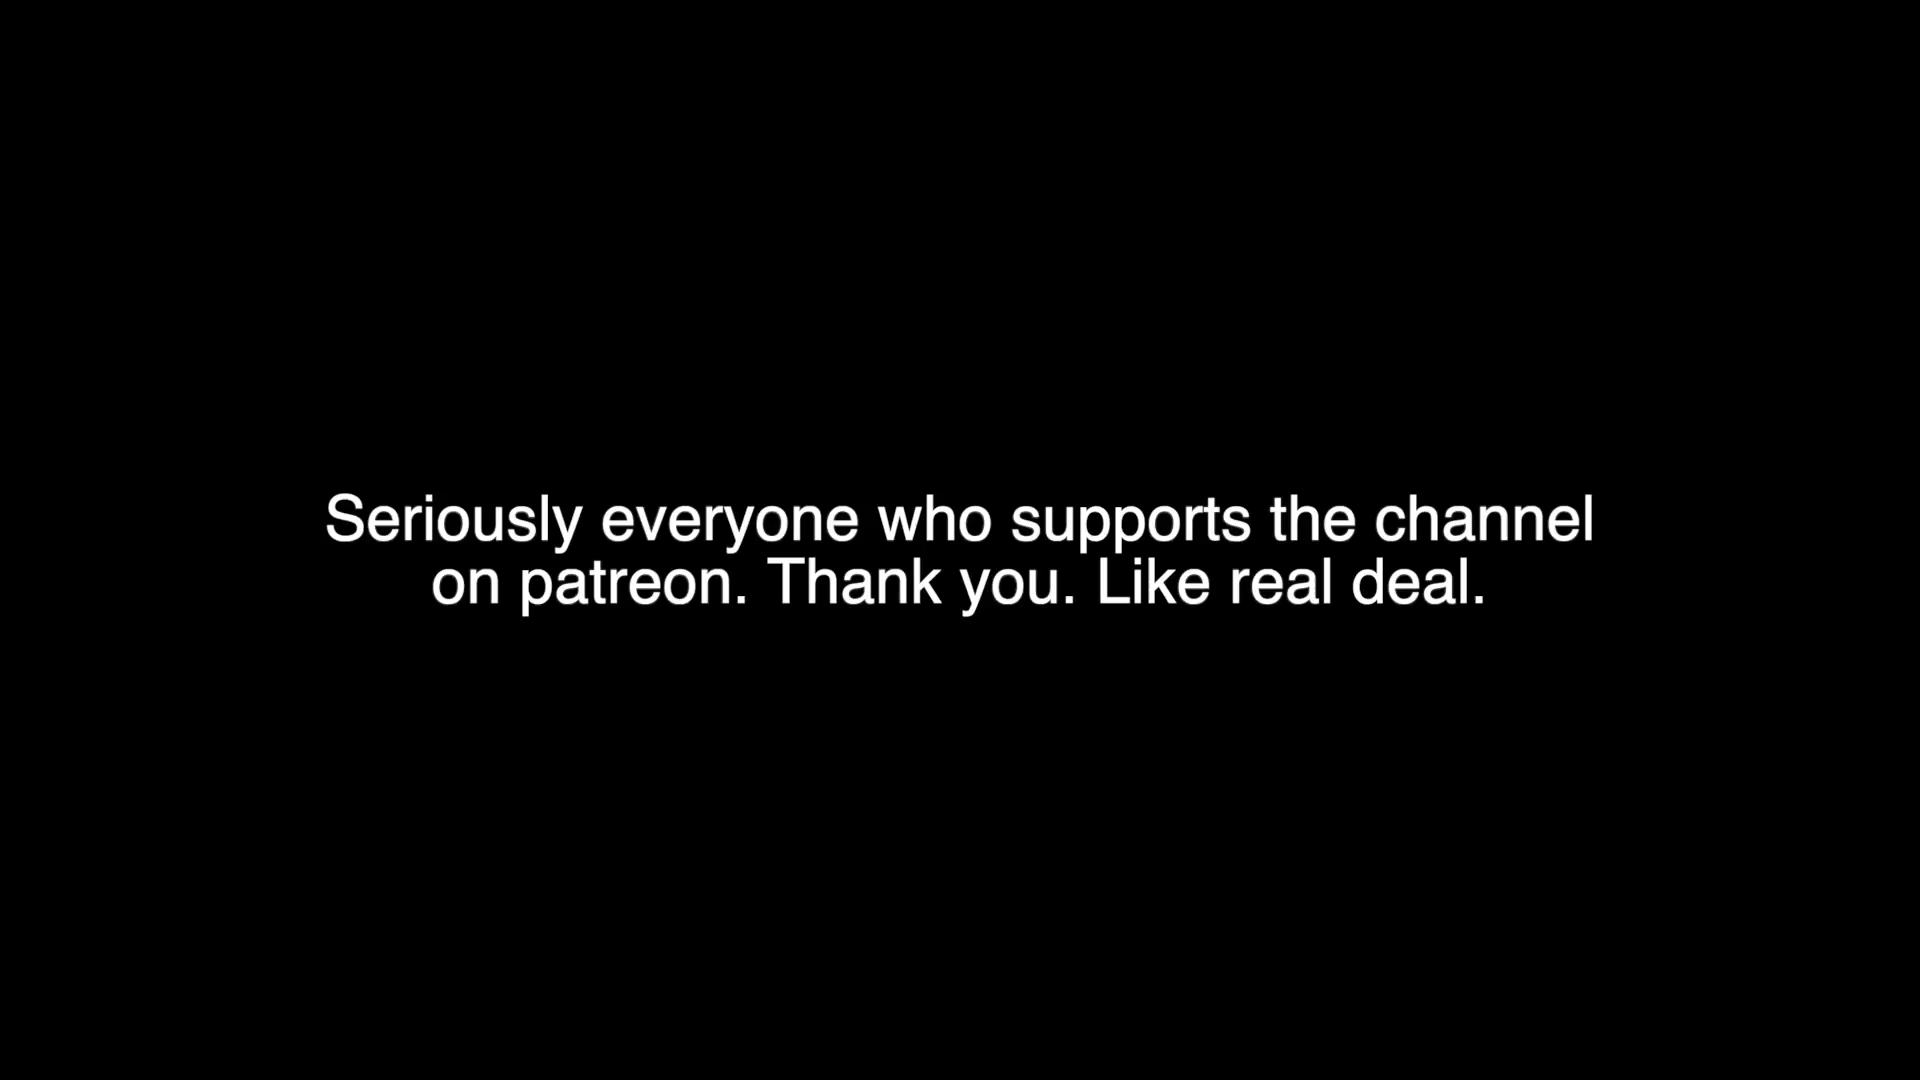 Seriously everyone who supports the channel
on patreon. Thank you. Like real deal.